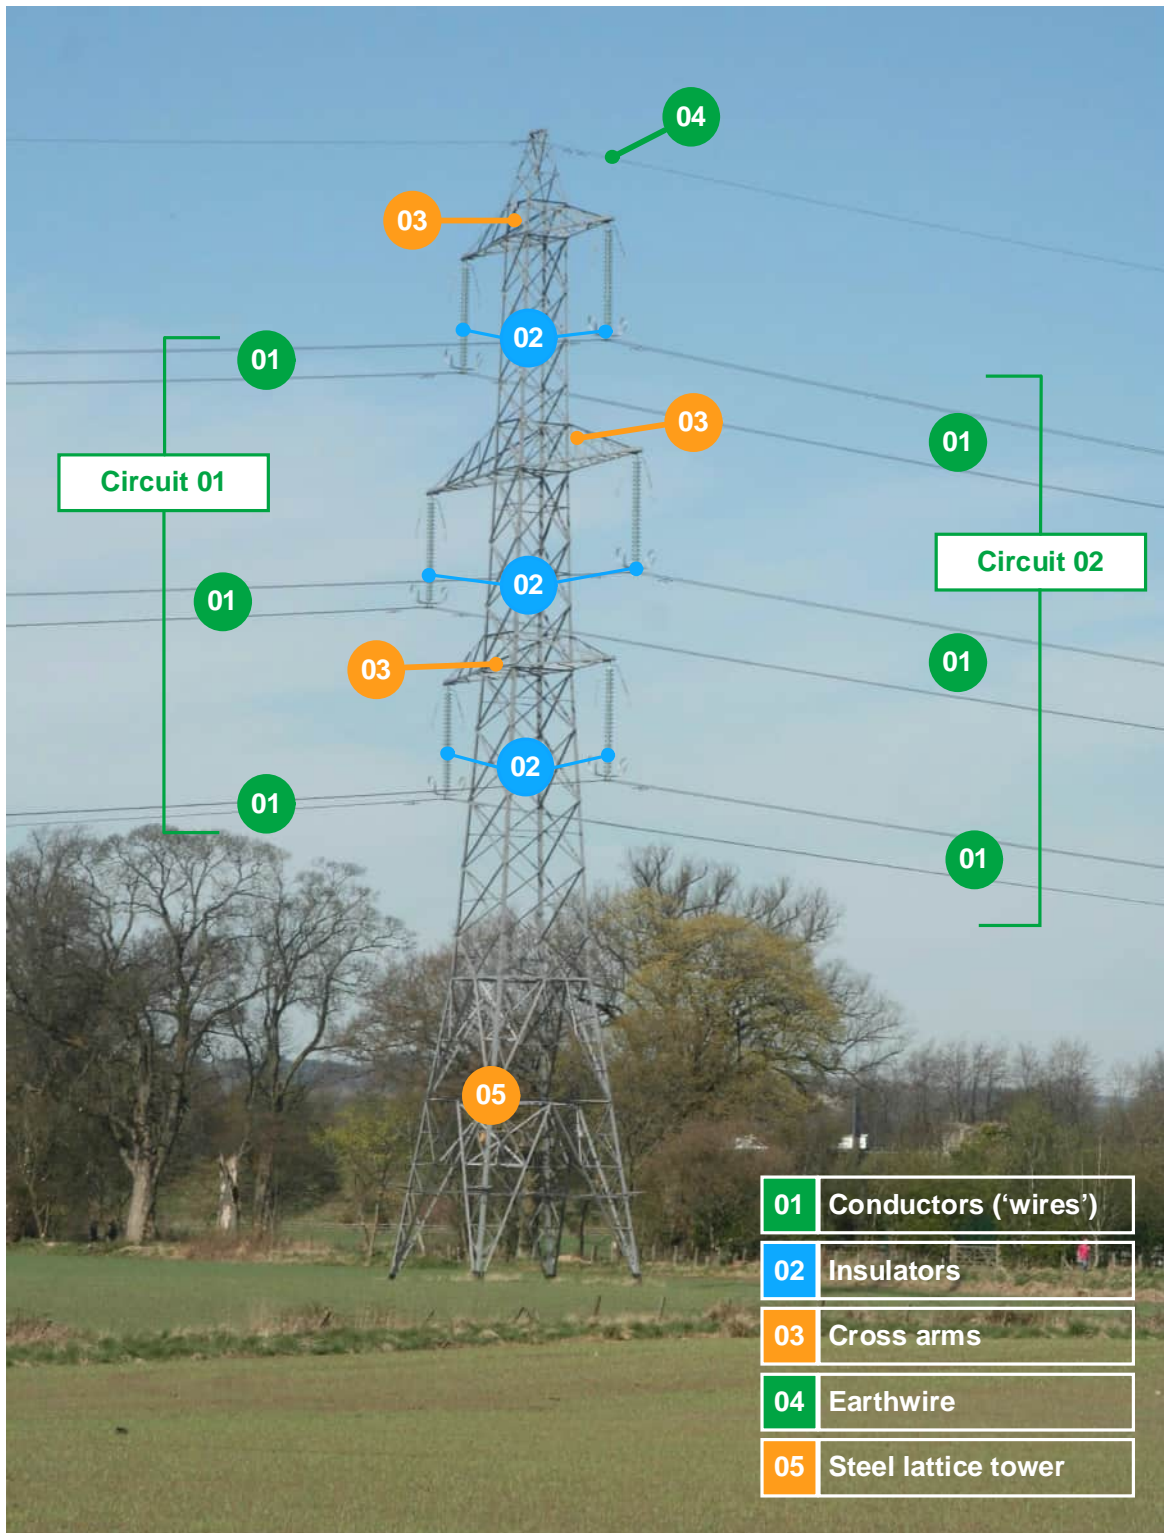 04
03
02
01
03
01
Circuit 01
Circuit 02
02
01
01
03
02
01
01
05
01 Conductors (‘wires’)
02 Insulators
03 Cross arms
04 Earthwire
05 Steel lattice tower